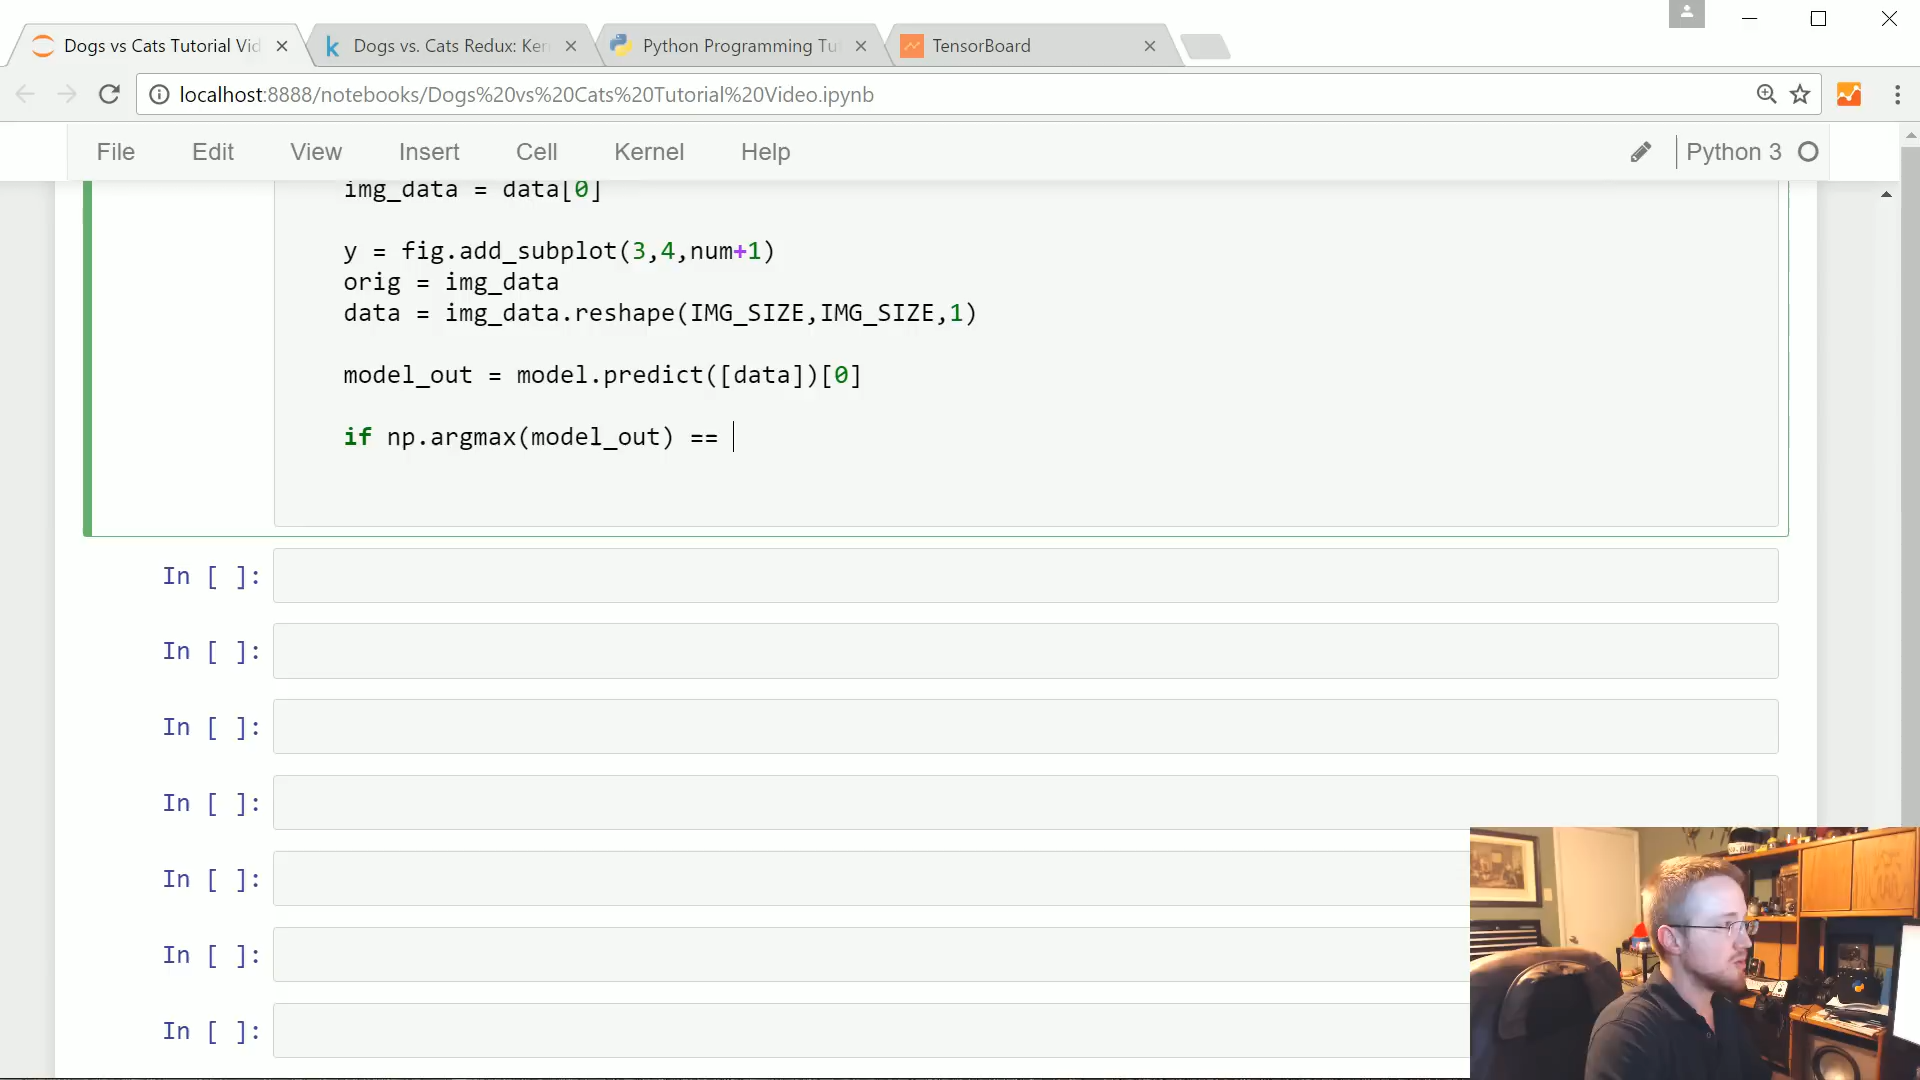 Dogs vs Cats Tutorial Vid
Dogs vs. Cats Redux: Ker
Python Programming Tu
TensorBoard
localhost:8888/notebooks/Dogs%20vs%20Cats%20Tutorial%20Video.ipynb
File Edit View Insert Cell Kernel Help Python 3
img_data = data[0]
y = fig.add_subplot(3,4,num+1)
orig = img_data
data = img_data.reshape(IMG_SIZE,IMG_SIZE,1)
model_out = model.predict([data])[0]
if np.argmax(model_out) ==
In [ ]:
In [ ]:
In [ ]:
In [ ]:
In [ ]:
In [ ]:
In [ ]: